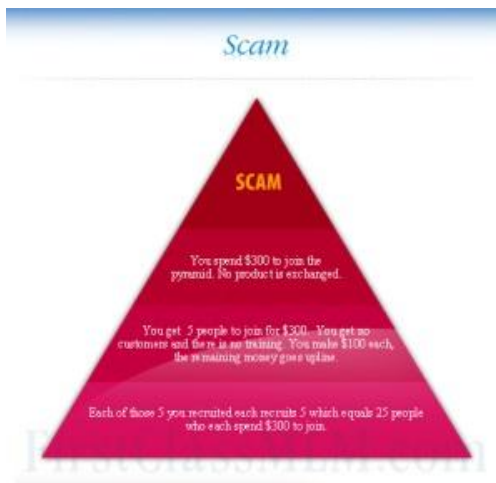 Scam
SCAM
You spend $300 to join the
pyramid. No product is exchanged.
You get 5 people to join for $300. You get no
customers and there is no training. You make $100 each,
the remaining money goes upline.
Each of those 5 you recruited each recruits 5 which equals 25 people
who each spend $300 to join.
FirstClassMLM.com